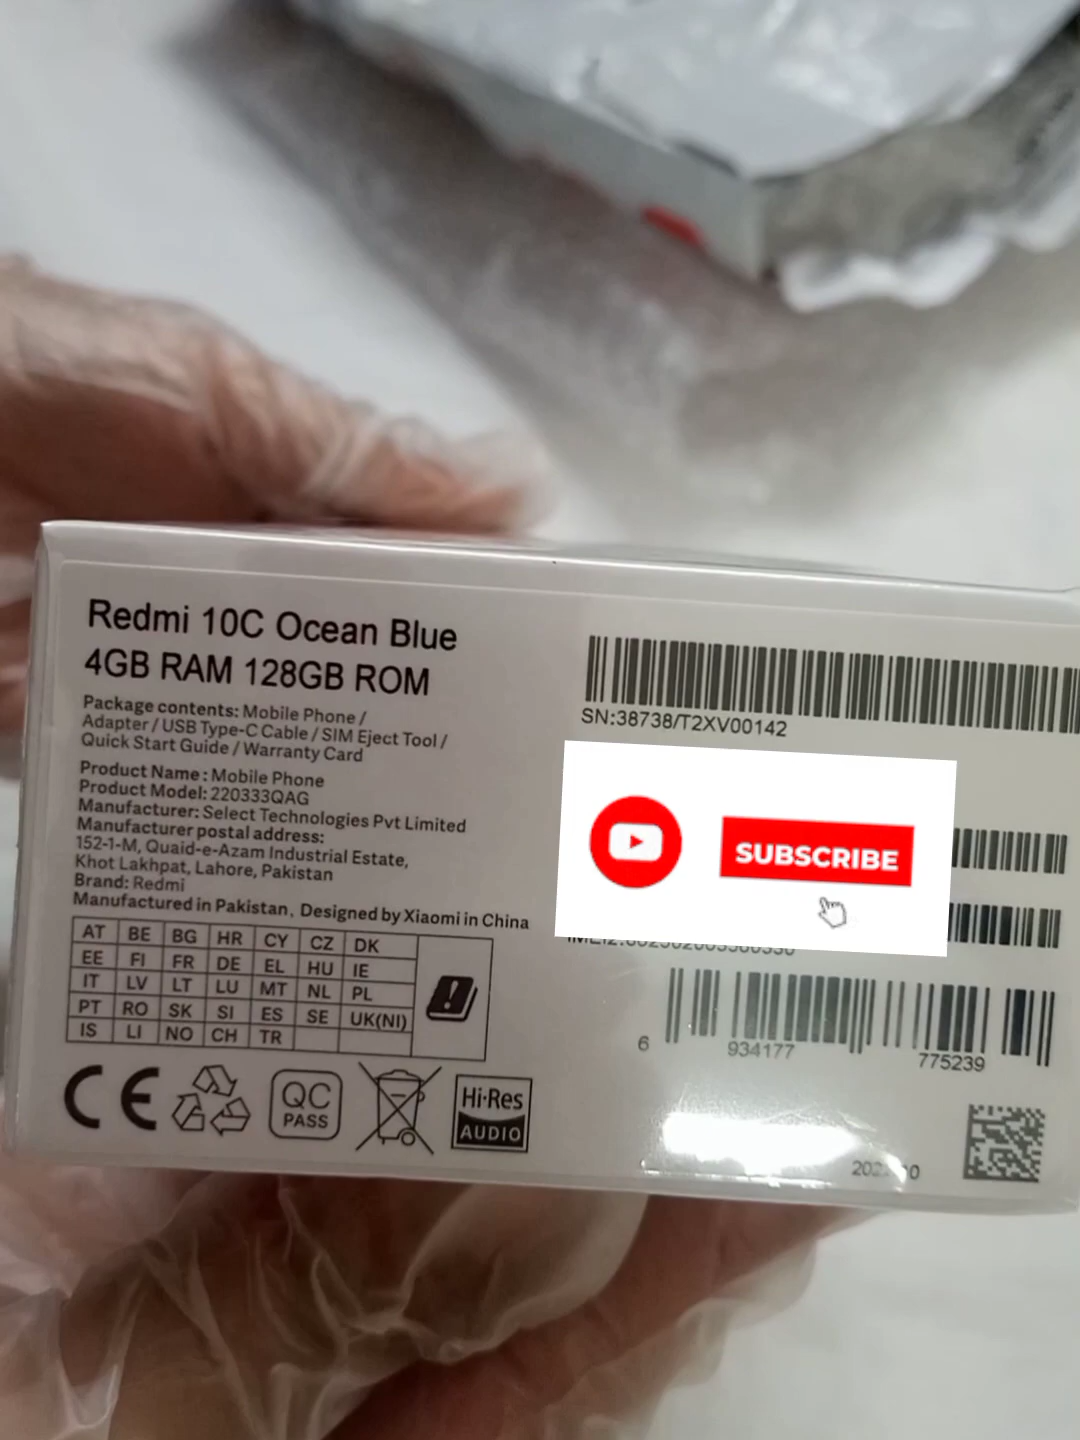 Redmi 10C Ocean Blue
4GB RAM 128GB ROM
Package contents: Mobile Phone /
Adapter / USB Type-C Cable / SIM Eject Tool /
Quick Start Guide / Warranty Card
Product Name : Mobile Phone
Product Model: 220333QAG
Manufacturer: Select Technologies Pvt Limited
Manufacturer postal address:
152-1-M, Quaid-e-Azam Industrial Estate,
Khot Lakhpat, Lahore, Pakistan
Brand: Redmi
Manufactured in Pakistan, Designed by Xiaomi in China
AT BE BG HR CY CZ DK
EE FI FR DE EL HU IE
IT LV LT LU MT NL PL
PT RO SK SI ES SE UK(NI)
IS LI NO CH TR
CE
QC
PASS
Hi-Res
AUDIO
SN:38738/T2XV00142
SUBSCRIBE
6 934177 775239